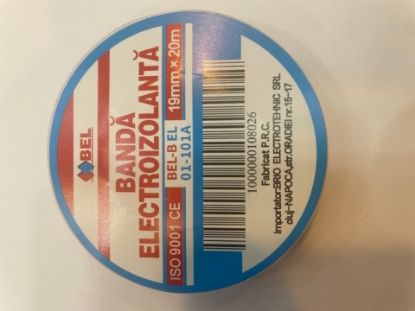 BEL
BANDĂ
ELECTROIZOLANTĂ
ISO 9001 CE
BEL-B EL
01-101A
19mm × 20m
1000000108026
Fabricat P.R.C.
Importator:BRIO ELECTROTEHNIC SRL
cluj-NAPOCA,str.ORADIEI nr.15-17